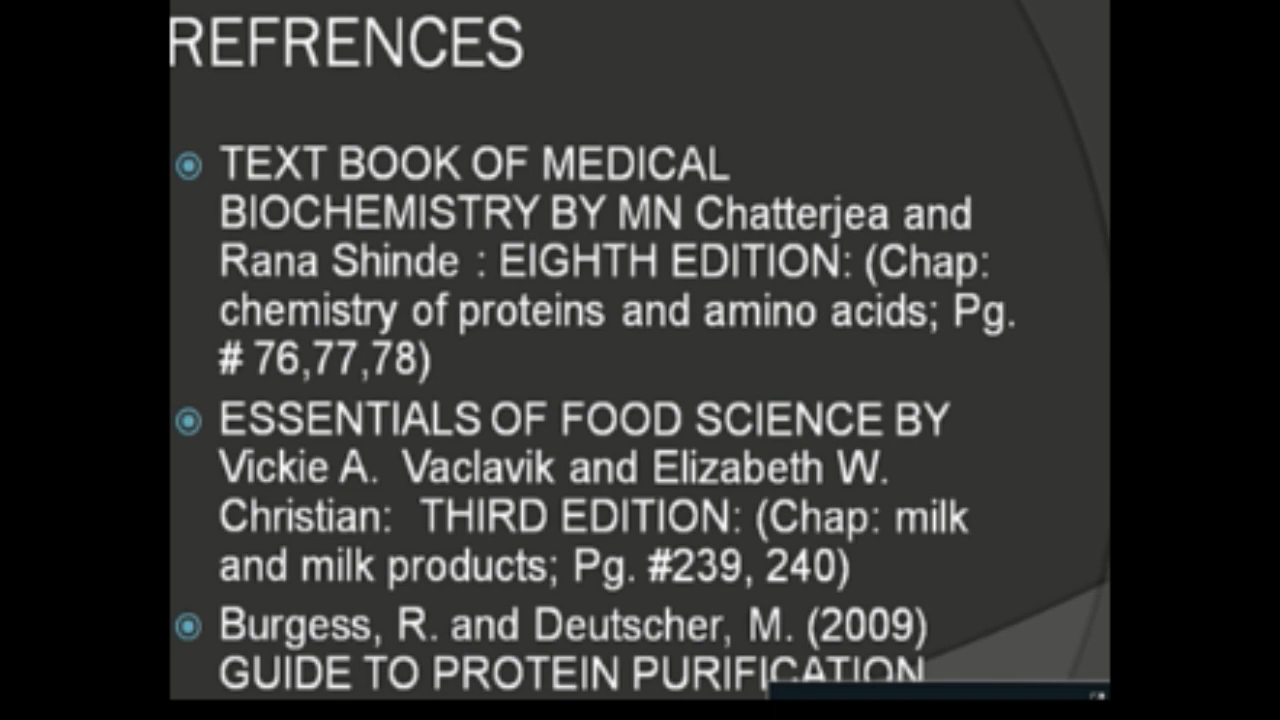 REFRENCES
TEXT BOOK OF MEDICAL
BIOCHEMISTRY BY MN Chatterjea and
Rana Shinde : EIGHTH EDITION: (Chap:
chemistry of proteins and amino acids; Pg.
# 76,77,78)
ESSENTIALS OF FOOD SCIENCE BY
Vickie A. Vaclavik and Elizabeth W.
Christian: THIRD EDITION: (Chap: milk
and milk products; Pg. #239, 240)
Burgess, R. and Deutscher, M. (2009)
GUIDE TO PROTEIN PURIFICATION